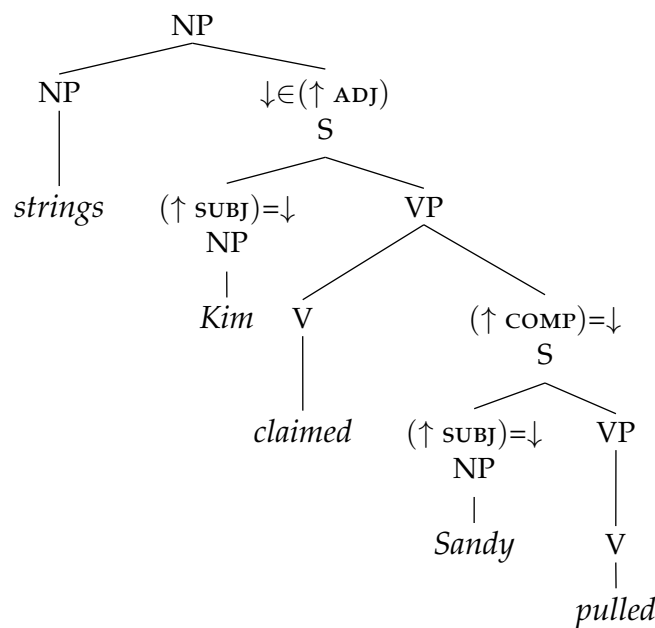 NP
NP
↓∈(↑ ADJ)
S
strings
(↑ SUBJ)=↓
NP
VP
Kim
V
(↑ COMP)=↓
S
claimed
(↑ SUBJ)=↓
NP
VP
Sandy
V
pulled